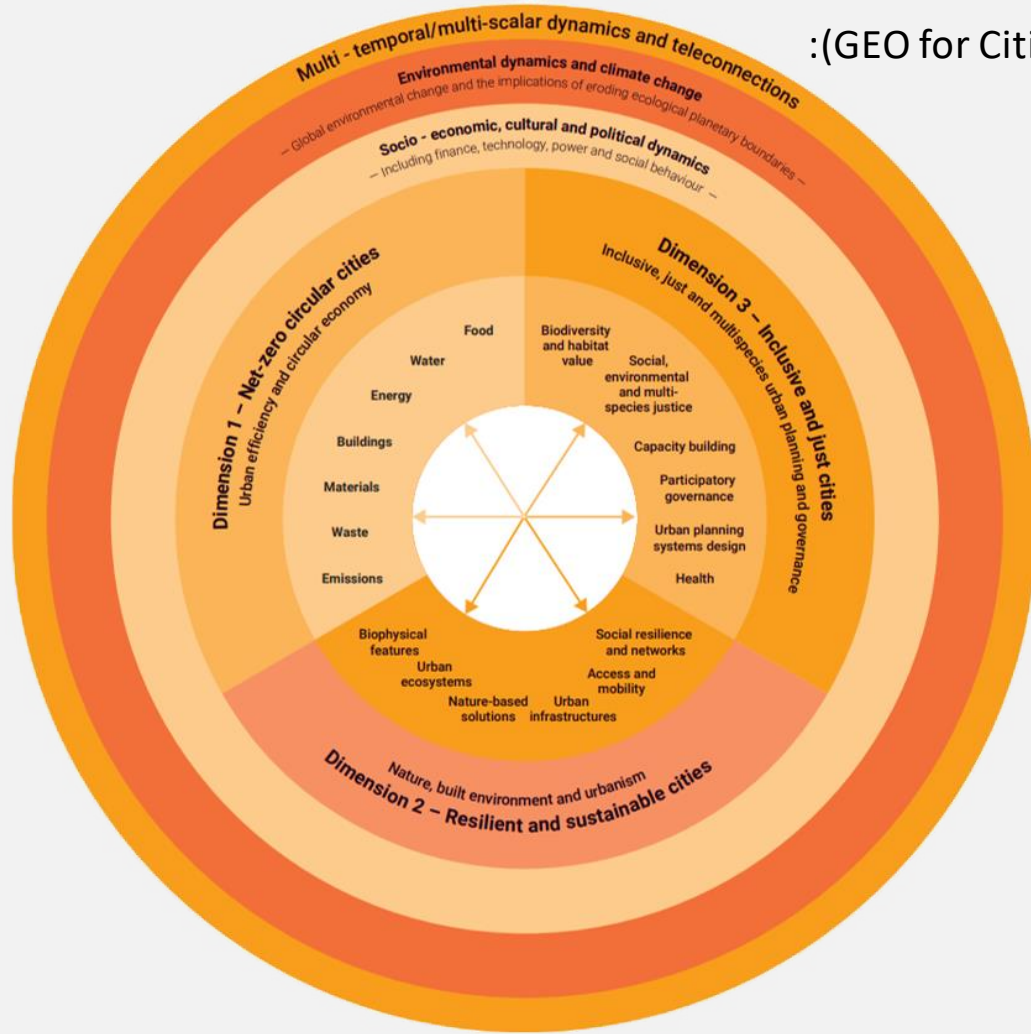 :(GEO for Citi
Multi - temporal/multi-scalar dynamics and teleconnections
Environmental dynamics and climate change
— Global environmental change and the implications of eroding ecological planetary boundaries —
Socio - economic, cultural and political dynamics
— Including finance, technology, power and social behaviour —
Dimension 1 – Net-zero circular cities
Urban efficiency and circular economy
Food
Water
Energy
Buildings
Materials
Waste
Emissions
Dimension 3 – Inclusive and just cities
Inclusive, just and multispecies urban planning and governance
Biodiversity
and habitat
value
Social,
environmental
and multi-
species justice
Capacity building
Participatory
governance
Urban planning
systems design
Health
Biophysical
features
Urban
ecosystems
Nature-based
solutions
Urban
infrastructures
Access and
mobility
Social resilience
and networks
Nature, built environment and urbanism
Dimension 2 – Resilient and sustainable cities